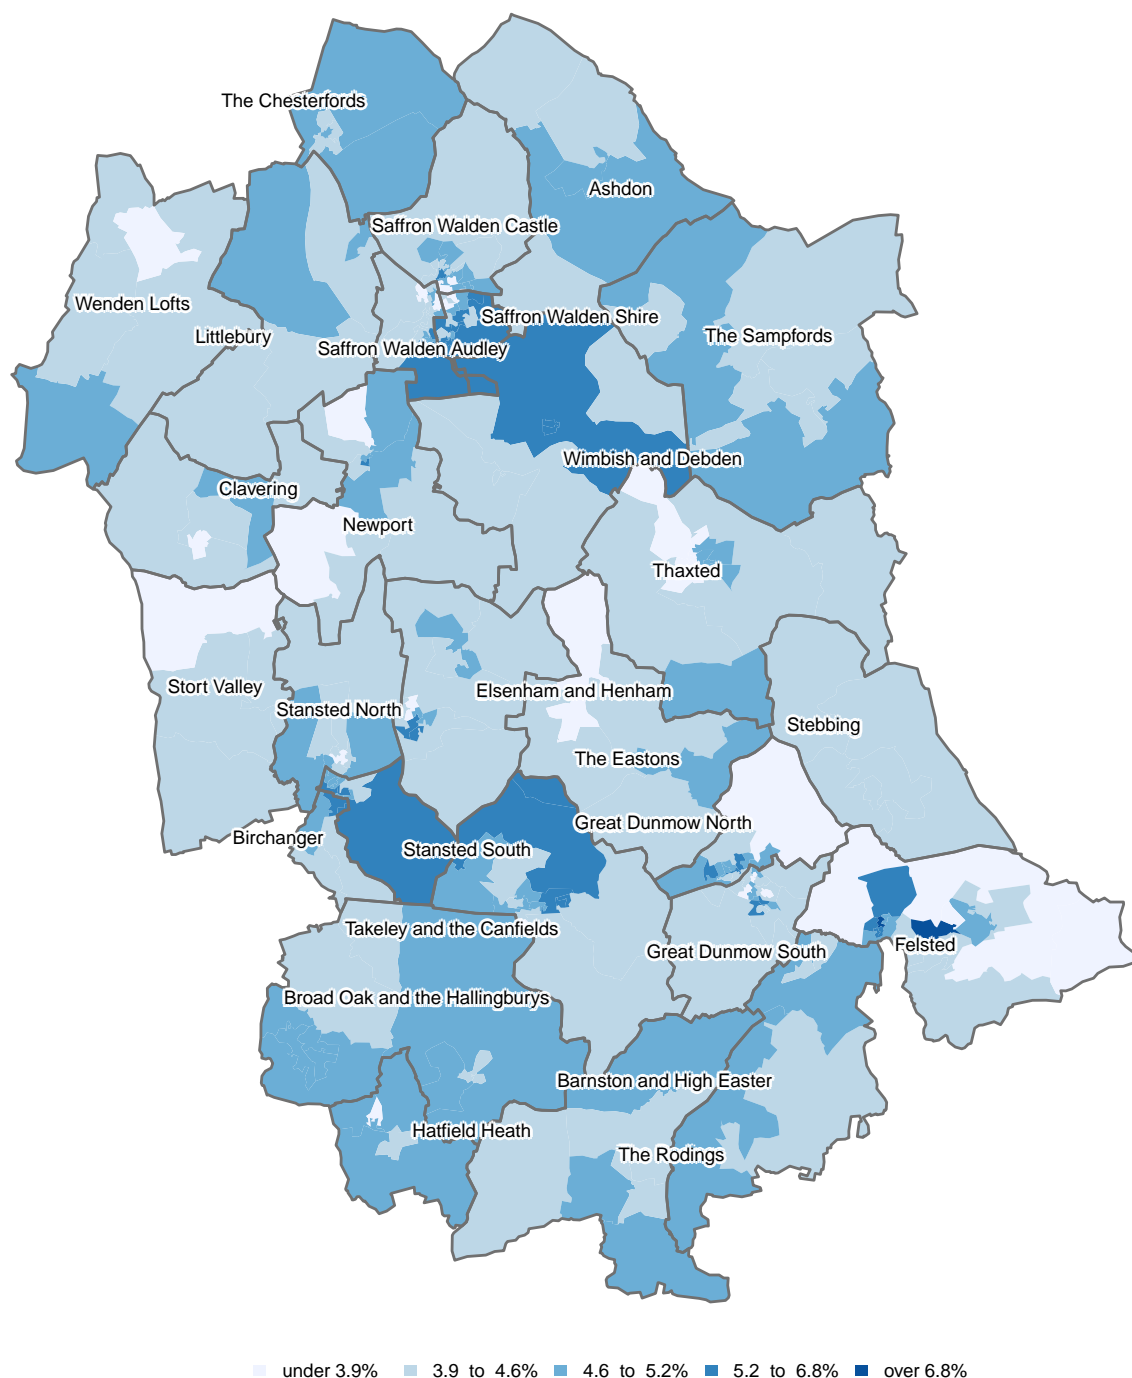 The Chesterfords
Ashdon
Saffron Walden Castle
Wenden Lofts
Saffron Walden Shire
Littlebury
The Sampfords
Saffron Walden Audley
Wimbish and Debden
Clavering
Newport
Thaxted
Stort Valley
Elsenham and Henham
Stansted North
Stebbing
The Eastons
Great Dunmow North
Birchanger
Stansted South
Takeley and the Canfields
Felsted
Great Dunmow South
Broad Oak and the Hallingburys
Barnston and High Easter
Hatfield Heath
The Rodings
under 3.9% 3.9 to 4.6% 4.6 to 5.2% 5.2 to 6.8% over 6.8%